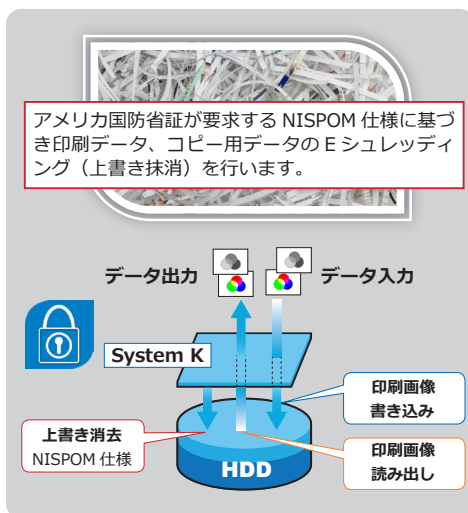 アメリカ国防省証が要求する NISPOM 仕様に基づ
き印刷データ、コピー用データの E シュレッディ
ング（上書き抹消）を行います。
データ出力
データ入力
System K
印刷画像
書き込み
上書き消去
NISPOM 仕様
印刷画像
読み出し
HDD